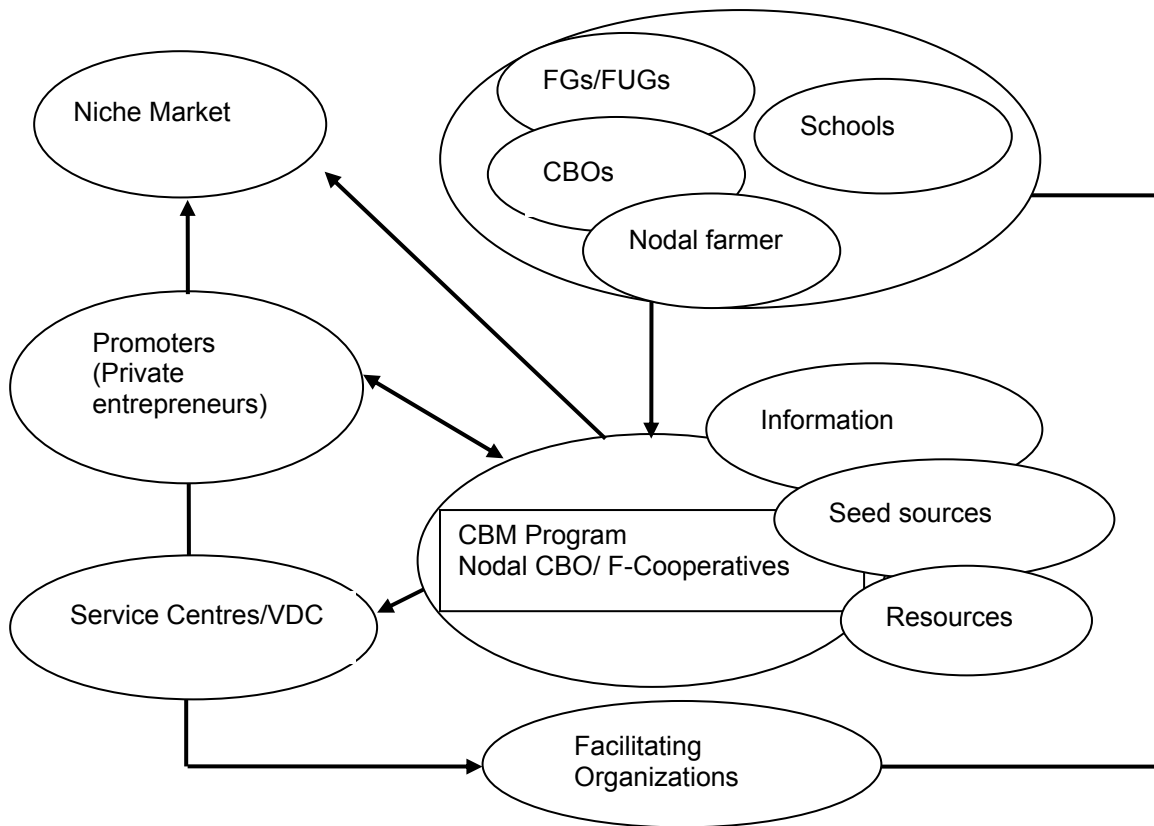 FGs/FUGs
Niche Market
Schools
CBOs
Nodal farmer
Promoters
(Private
entrepreneurs)
Information
Seed sources
CBM Program
Nodal CBO/ F-Cooperatives
Service Centres/VDC
Resources
Facilitating
Organizations